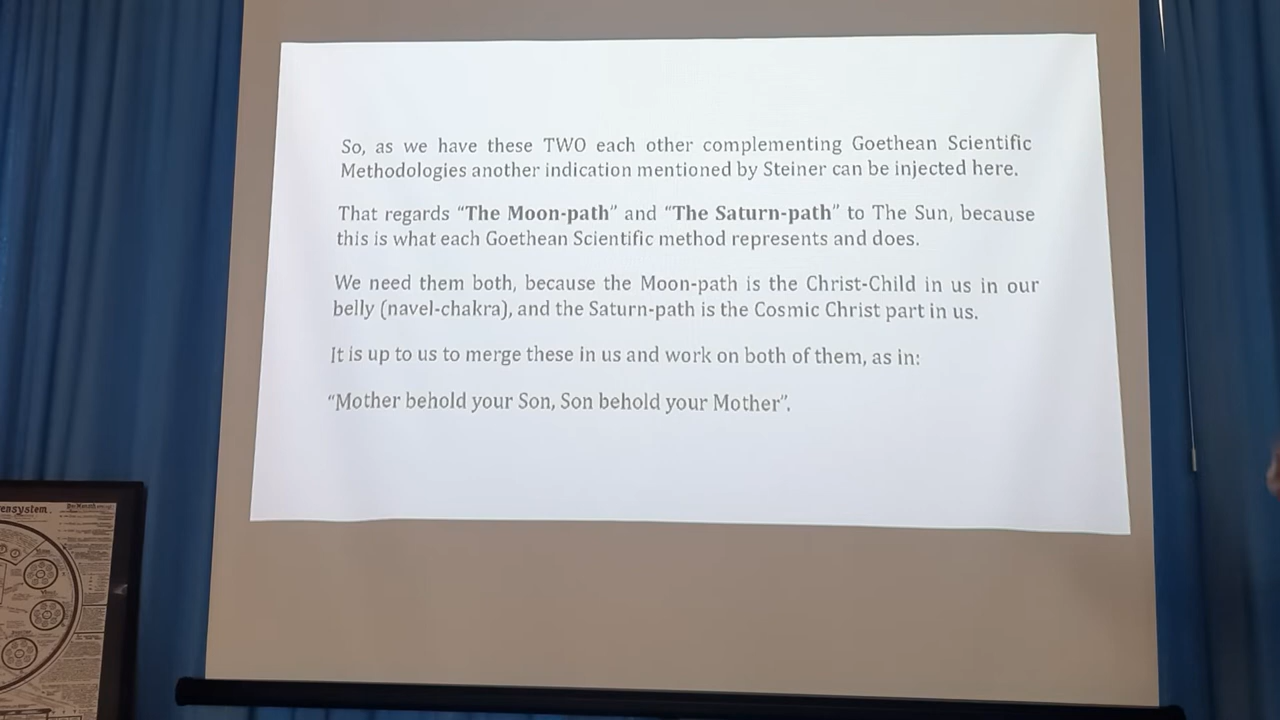 So, as we have these TWO each other complementing Goethean Scientific
Methodologies another indication mentioned by Steiner can be injected here.
That regards “The Moon-path” and “The Saturn-path” to The Sun, because
this is what each Goethean Scientific method represents and does.
We need them both, because the Moon-path is the Christ-Child in us in our
belly (navel-chakra), and the Saturn-path is the Cosmic Christ part in us.
It is up to us to merge these in us and work on both of them, as in:
“Mother behold your Son, Son behold your Mother”.